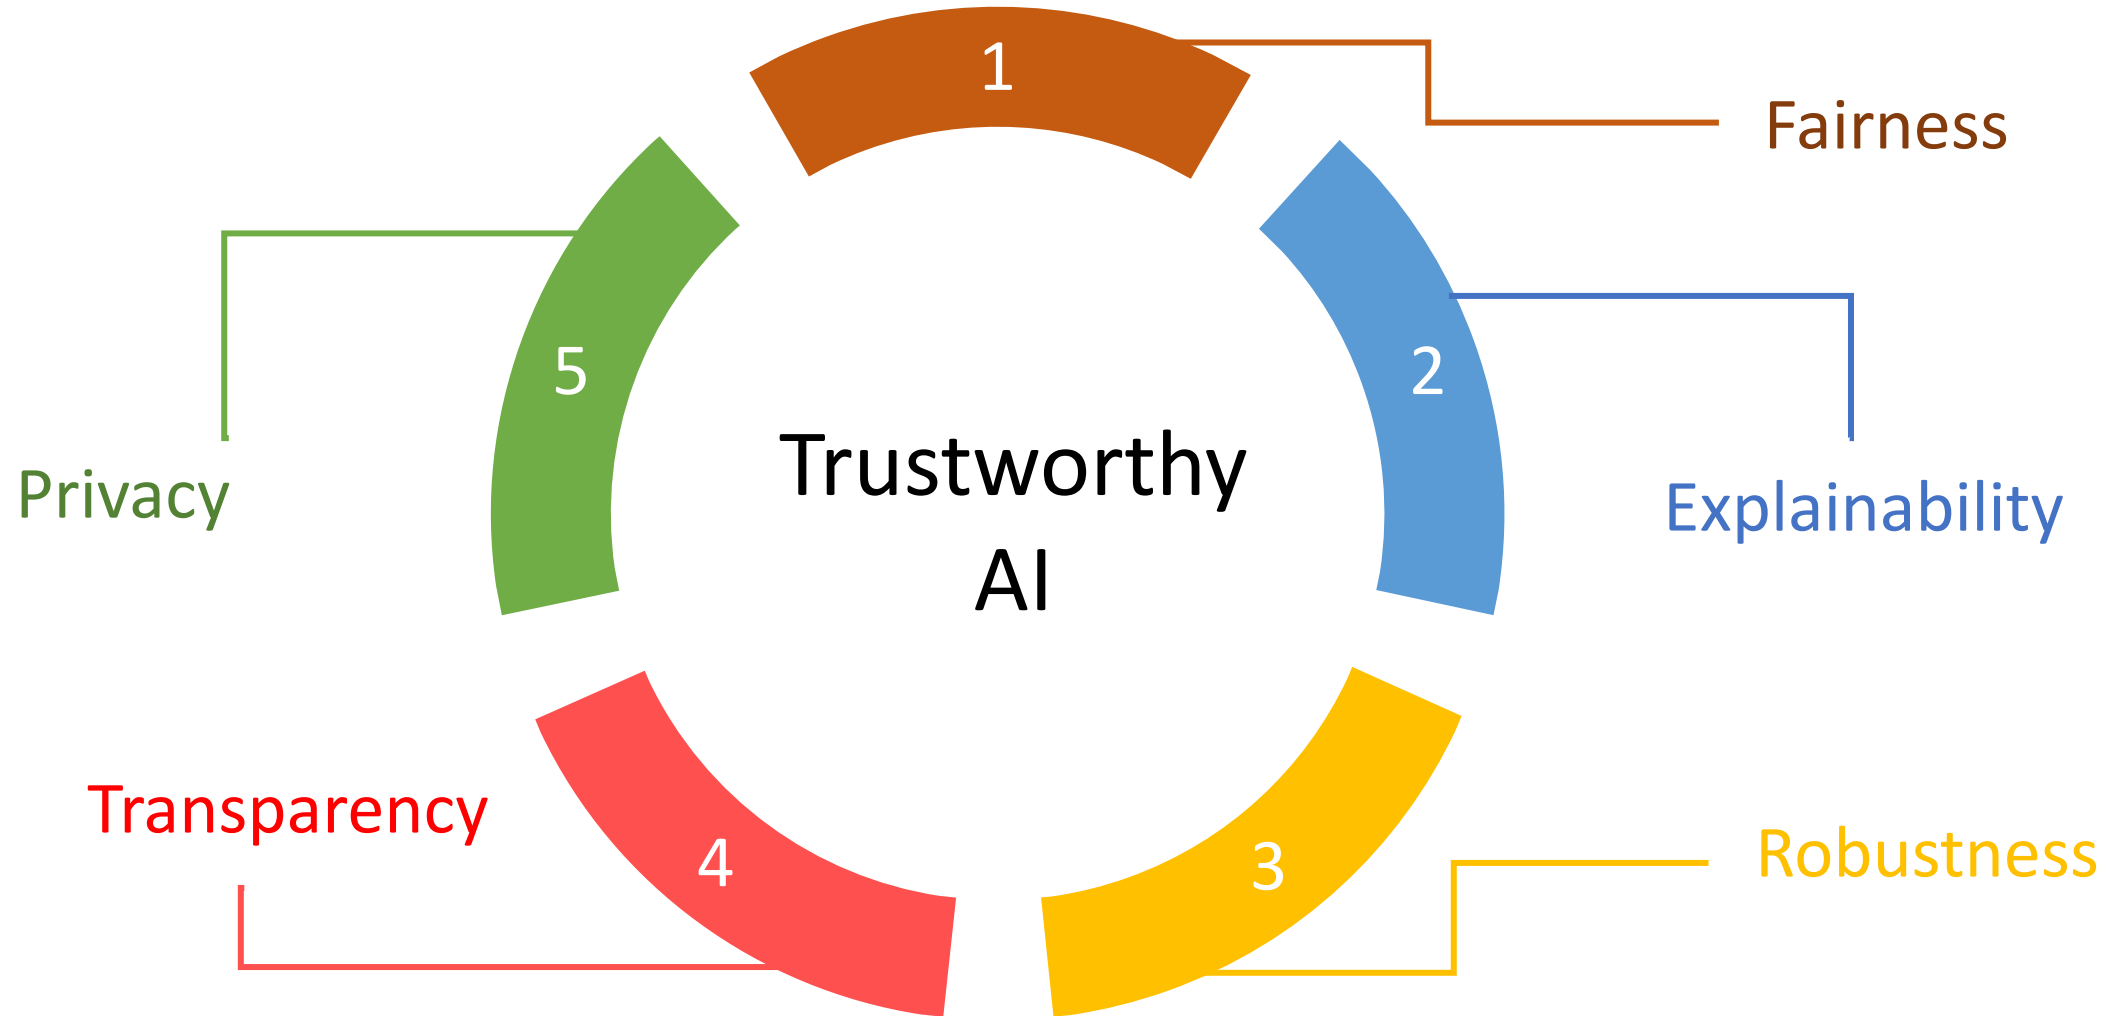 1
Fairness
2
Explainability
3
Robustness
4
Transparency
5
Privacy
Trustworthy
AI